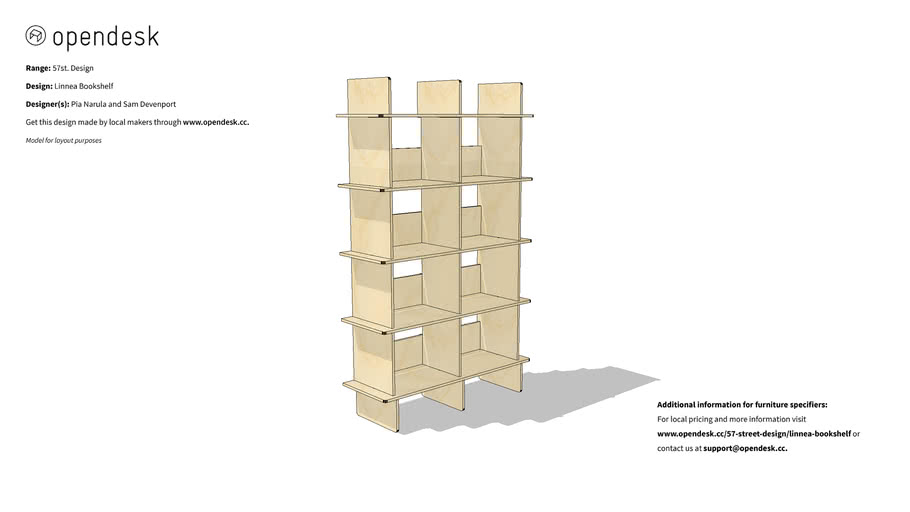 opendesk
Range: 57st. Design
Design: Linnea Bookshelf
Designer(s): Pia Narula and Sam Devenport
Get this design made by local makers through www.opendesk.cc.
Model for layout purposes
Additional information for furniture specifiers:
For local pricing and more information visit
www.opendesk.cc/57-street-design/linnea-bookshelf or
contact us at support@opendesk.cc.